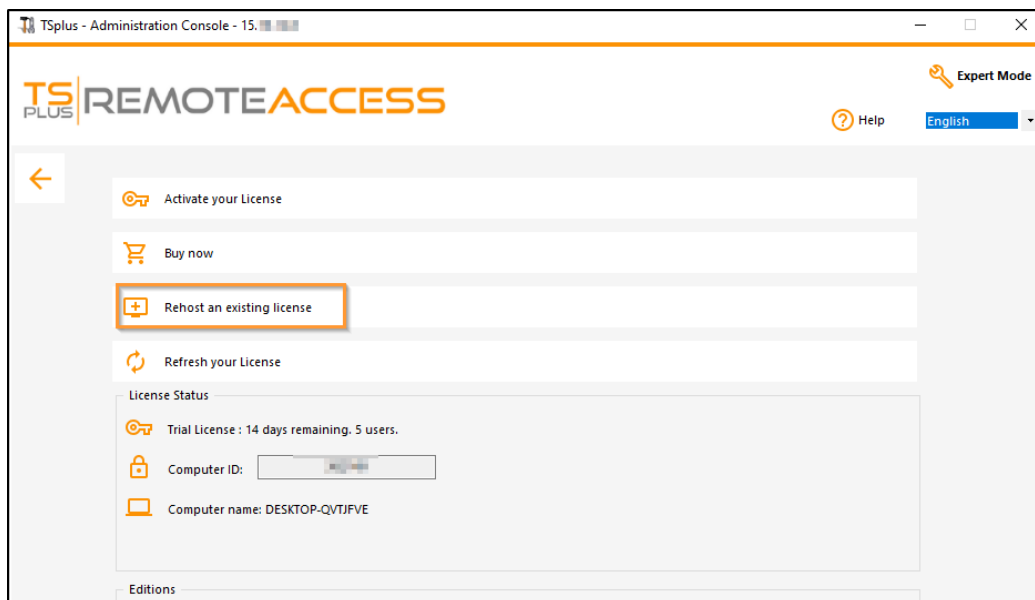 TSplus - Administration Console - 15.
Expert Mode
TS PLUS REMOTEACCESS
Help
English
Activate your License
Buy now
Rehost an existing license
Refresh your License
License Status
Trial License : 14 days remaining. 5 users.
Computer ID:
Computer name: DESKTOP-QVTJFVE
Editions